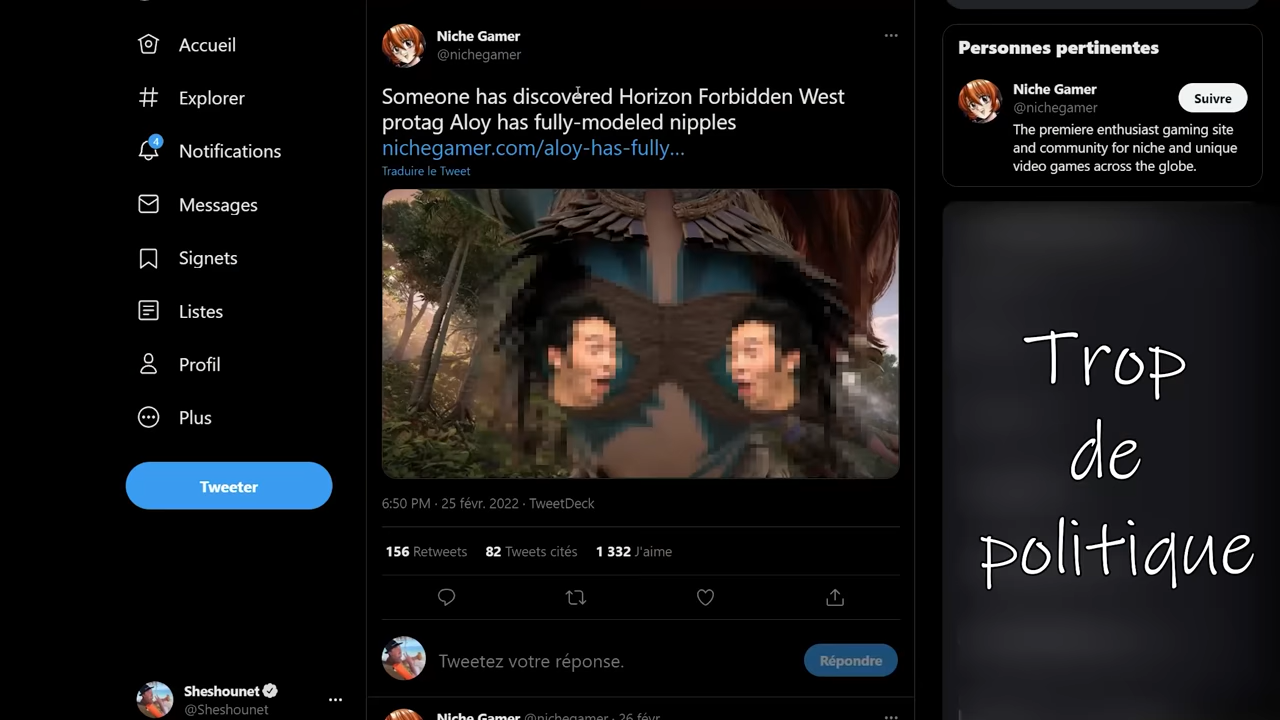 Accueil
Explorer
4
Notifications
Messages
Signets
Listes
Profil
Plus
Tweeter
Sheshounet
@Sheshounet
Niche Gamer
@nichegamer
Someone has discovered Horizon Forbidden West
protag Aloy has fully-modeled nipples
nichegamer.com/aloy-has-fully...
Traduire le Tweet
6:50 PM · 25 févr. 2022 · TweetDeck
156 Retweets 82 Tweets cités 1 332 J'aime
Tweetez votre réponse.
Répondre
Niche Gamer @nichegamer · 26 févr.
Personnes pertinentes
Niche Gamer
@nichegamer
Suivre
The premiere enthusiast gaming site
and community for niche and unique
video games across the globe.
Trop
de
politique